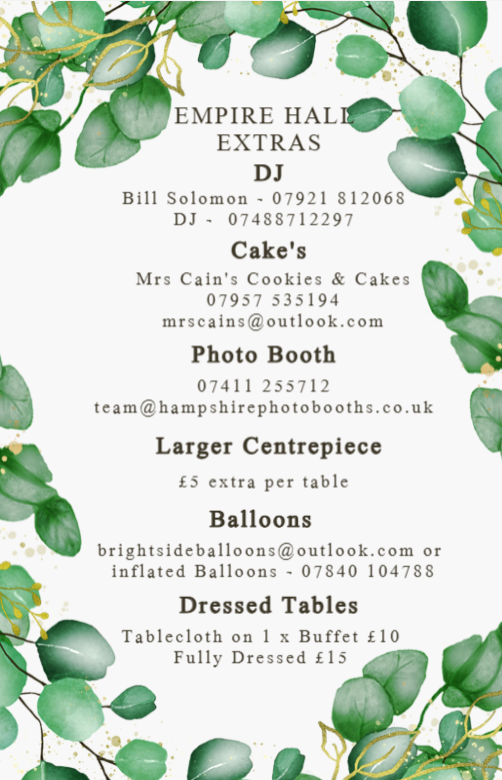 EMPIRE HALL
EXTRAS
DJ
Bill Solomon - 07921 812068
DJ - 07488712297
Cake's
Mrs Cain's Cookies & Cakes
07957 535194
mrscains@outlook.com
Photo Booth
07411 255712
team@hampshirephotobooths.co.uk
Larger Centrepiece
£5 extra per table
Balloons
brightsideballoons@outlook.com or
inflated Balloons - 07840 104788
Dressed Tables
Tablecloth on 1 x Buffet £10
Fully Dressed £15